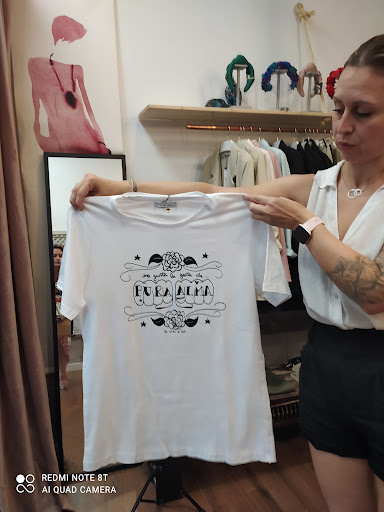 me gusta la gente de
PURA ALMA
REDMI NOTE 8T
AI QUAD CAMERA